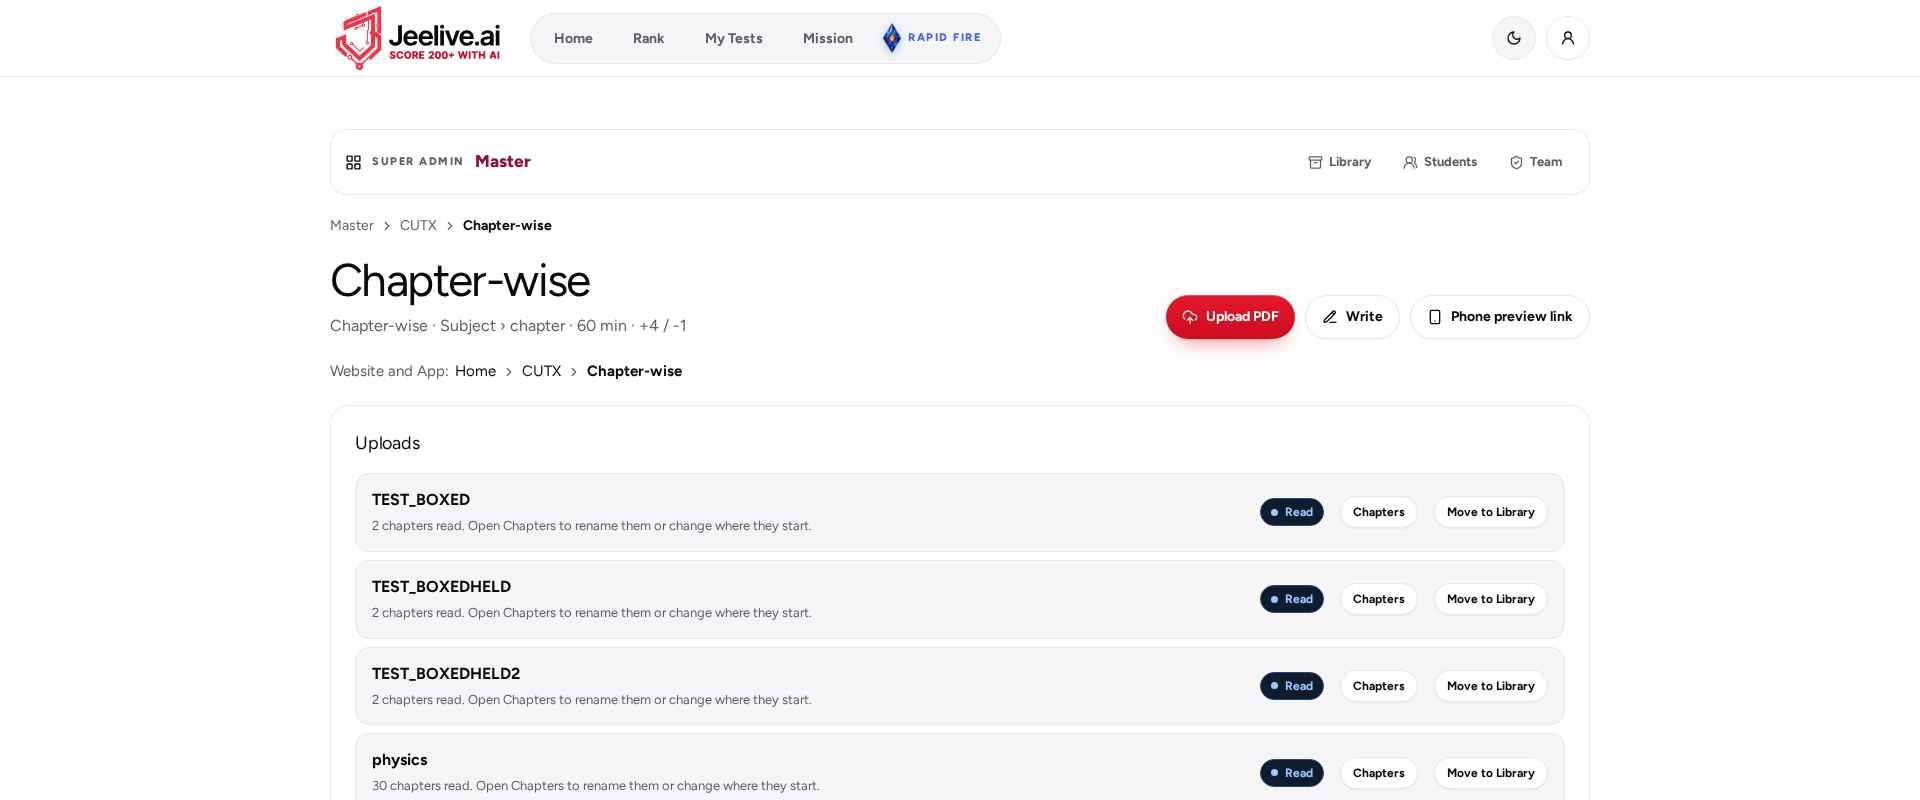 Jeelive.ai
SCORE 200+ WITH AI
Home
Rank
My Tests
Mission
RAPID FIRE
SUPER ADMIN
Master
Library
Students
Team
Master > CUTX > Chapter-wise
Chapter-wise
Chapter-wise · Subject › chapter · 60 min · +4 / -1
Upload PDF
Write
Phone preview link
Website and App: Home > CUTX > Chapter-wise
Uploads
TEST_BOXED
2 chapters read. Open Chapters to rename them or change where they start.
Read
Chapters
Move to Library
TEST_BOXEDHELD
2 chapters read. Open Chapters to rename them or change where they start.
Read
Chapters
Move to Library
TEST_BOXEDHELD2
2 chapters read. Open Chapters to rename them or change where they start.
Read
Chapters
Move to Library
physics
30 chapters read. Open Chapters to rename them or change where they start.
Read
Chapters
Move to Library